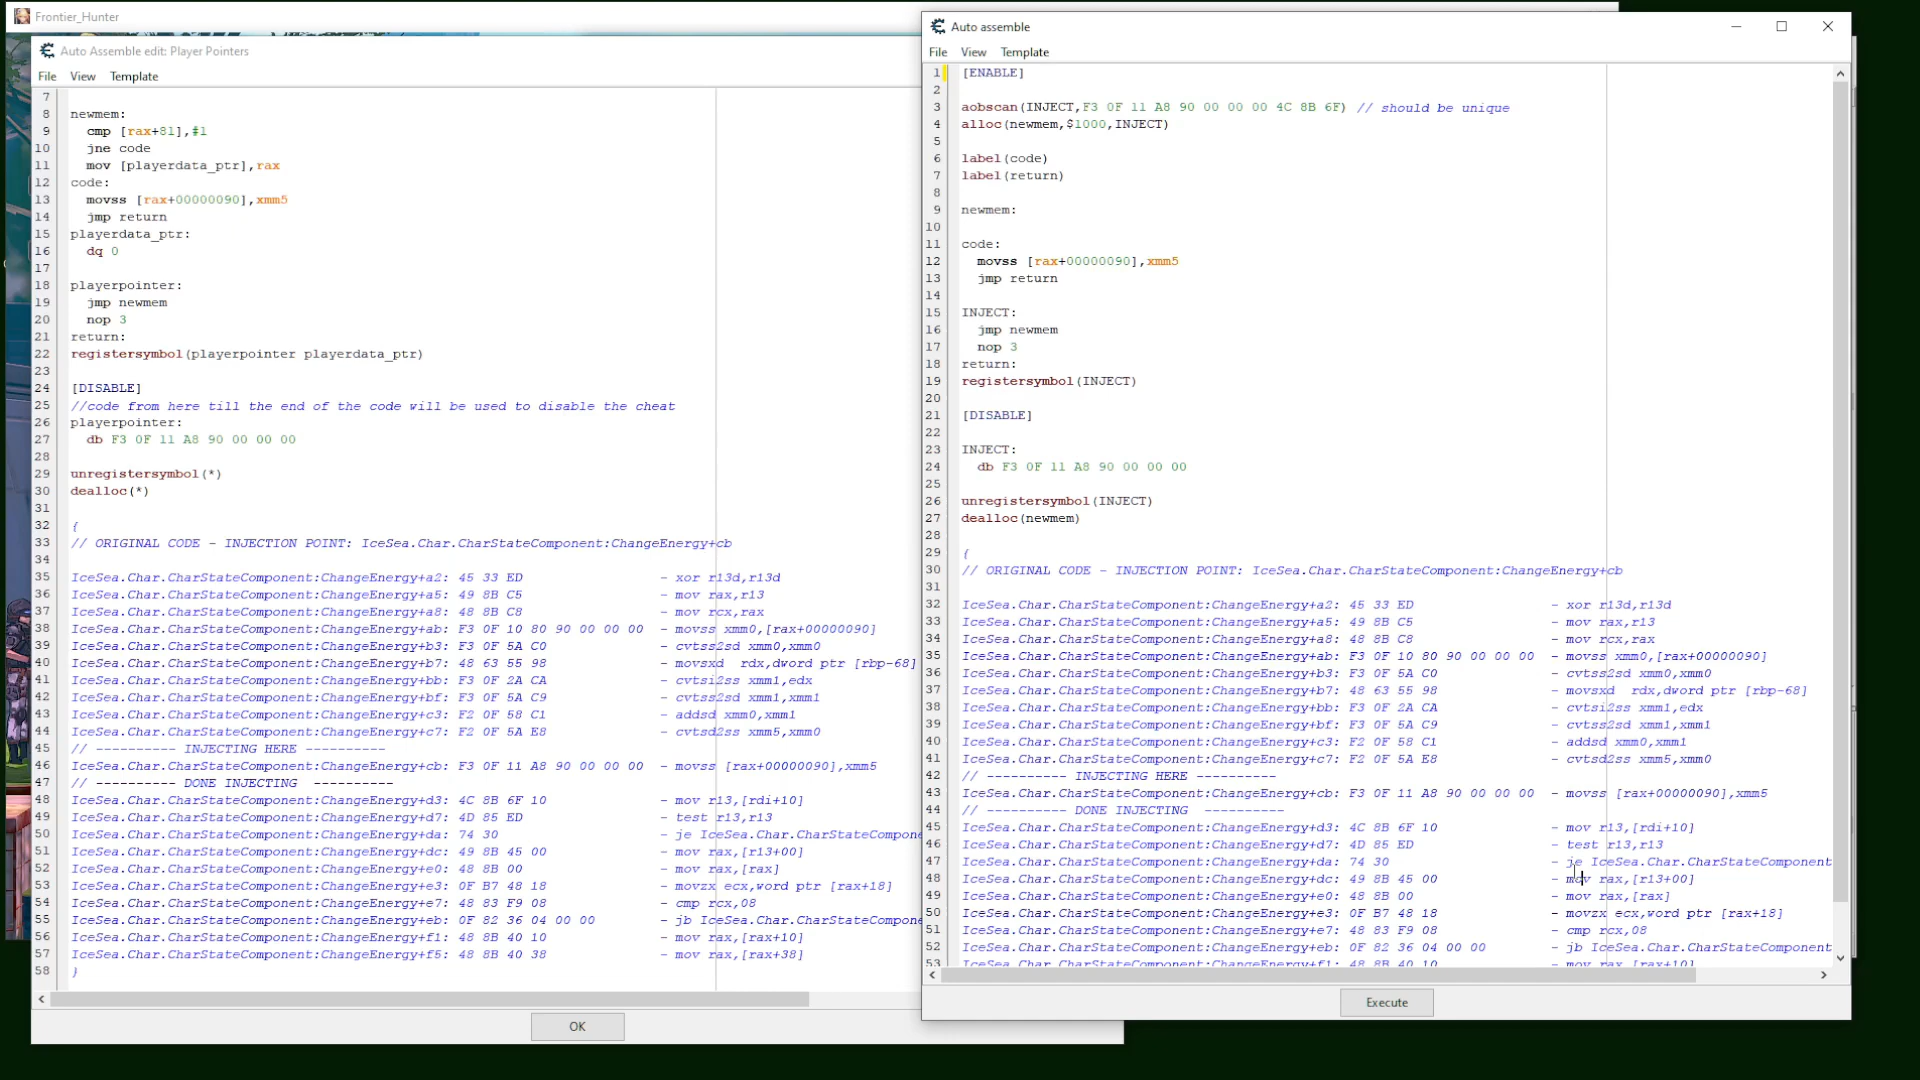 Frontier_Hunter
Auto Assemble edit: Player Pointers
File View Template
7
8 newmem:
9 cmp [rax+81],#1
10 jne code
11 mov [playerdata_ptr],rax
12 code:
13 movss [rax+00000090],xmm5
14 jmp return
15 playerdata_ptr:
16 dq 0
17
18 playerpointer:
19 jmp newmem
20 nop 3
21 return:
22 registersymbol(playerpointer playerdata_ptr)
23
24 [DISABLE]
25 //code from here till the end of the code will be used to disable the cheat
26 playerpointer:
27 db F3 0F 11 A8 90 00 00 00
28
29 unregistersymbol(*)
30 dealloc(*)
31
32 {
33 // ORIGINAL CODE - INJECTION POINT: IceSea.Char.CharStateComponent:ChangeEnergy+cb
34
35 IceSea.Char.CharStateComponent:ChangeEnergy+a2: 45 33 ED - xor r13d,r13d
36 IceSea.Char.CharStateComponent:ChangeEnergy+a5: 49 8B C5 - mov rax,r13
37 IceSea.Char.CharStateComponent:ChangeEnergy+a8: 48 8B C8 - mov rcx,rax
38 IceSea.Char.CharStateComponent:ChangeEnergy+ab: F3 0F 10 80 90 00 00 00 - movss xmm0,[rax+00000090]
39 IceSea.Char.CharStateComponent:ChangeEnergy+b3: F3 0F 5A C0 - cvtss2sd xmm0,xmm0
40 IceSea.Char.CharStateComponent:ChangeEnergy+b7: 48 63 55 98 - movsxd rdx,dword ptr [rbp-68]
41 IceSea.Char.CharStateComponent:ChangeEnergy+bb: F3 0F 2A CA - cvtsi2ss xmm1,edx
42 IceSea.Char.CharStateComponent:ChangeEnergy+bf: F3 0F 5A C9 - cvtss2sd xmm1,xmm1
43 IceSea.Char.CharStateComponent:ChangeEnergy+c3: F2 0F 58 C1 - addsd xmm0,xmm1
44 IceSea.Char.CharStateComponent:ChangeEnergy+c7: F2 0F 5A E8 - cvtsd2ss xmm5,xmm0
45 // ---------- INJECTING HERE ----------
46 IceSea.Char.CharStateComponent:ChangeEnergy+cb: F3 0F 11 A8 90 00 00 00 - movss [rax+00000090],xmm5
47 // ---------- DONE INJECTING ----------
48 IceSea.Char.CharStateComponent:ChangeEnergy+d3: 4C 8B 6F 10 - mov r13,[rdi+10]
49 IceSea.Char.CharStateComponent:ChangeEnergy+d7: 4D 85 ED - test r13,r13
50 IceSea.Char.CharStateComponent:ChangeEnergy+da: 74 30 - je IceSea.Char.CharStateCompone
51 IceSea.Char.CharStateComponent:ChangeEnergy+dc: 49 8B 45 00 - mov rax,[r13+00]
52 IceSea.Char.CharStateComponent:ChangeEnergy+e0: 48 8B 00 - mov rax,[rax]
53 IceSea.Char.CharStateComponent:ChangeEnergy+e3: 0F B7 48 18 - movzx ecx,word ptr [rax+18]
54 IceSea.Char.CharStateComponent:ChangeEnergy+e7: 48 83 F9 08 - cmp rcx,08
55 IceSea.Char.CharStateComponent:ChangeEnergy+eb: 0F 82 36 04 00 00 - jb IceSea.Char.CharStateCompone
56 IceSea.Char.CharStateComponent:ChangeEnergy+f1: 48 8B 40 10 - mov rax,[rax+10]
57 IceSea.Char.CharStateComponent:ChangeEnergy+f5: 48 8B 40 38 - mov rax,[rax+38]
58 }
OK
Auto assemble
File View Template
1 [ENABLE]
2
3 aobscan(INJECT,F3 0F 11 A8 90 00 00 00 4C 8B 6F) // should be unique
4 alloc(newmem,$1000,INJECT)
5
6 label(code)
7 label(return)
8
9 newmem:
10
11 code:
12 movss [rax+00000090],xmm5
13 jmp return
14
15 INJECT:
16 jmp newmem
17 nop 3
18 return:
19 registersymbol(INJECT)
20
21 [DISABLE]
22
23 INJECT:
24 db F3 0F 11 A8 90 00 00 00
25
26 unregistersymbol(INJECT)
27 dealloc(newmem)
28
29 {
30 // ORIGINAL CODE - INJECTION POINT: IceSea.Char.CharStateComponent:ChangeEnergy+cb
31
32 IceSea.Char.CharStateComponent:ChangeEnergy+a2: 45 33 ED - xor r13d,r13d
33 IceSea.Char.CharStateComponent:ChangeEnergy+a5: 49 8B C5 - mov rax,r13
34 IceSea.Char.CharStateComponent:ChangeEnergy+a8: 48 8B C8 - mov rcx,rax
35 IceSea.Char.CharStateComponent:ChangeEnergy+ab: F3 0F 10 80 90 00 00 00 - movss xmm0,[rax+00000090]
36 IceSea.Char.CharStateComponent:ChangeEnergy+b3: F3 0F 5A C0 - cvtss2sd xmm0,xmm0
37 IceSea.Char.CharStateComponent:ChangeEnergy+b7: 48 63 55 98 - movsxd rdx,dword ptr [rbp-68]
38 IceSea.Char.CharStateComponent:ChangeEnergy+bb: F3 0F 2A CA - cvtsi2ss xmm1,edx
39 IceSea.Char.CharStateComponent:ChangeEnergy+bf: F3 0F 5A C9 - cvtss2sd xmm1,xmm1
40 IceSea.Char.CharStateComponent:ChangeEnergy+c3: F2 0F 58 C1 - addsd xmm0,xmm1
41 IceSea.Char.CharStateComponent:ChangeEnergy+c7: F2 0F 5A E8 - cvtsd2ss xmm5,xmm0
42 // ---------- INJECTING HERE ----------
43 IceSea.Char.CharStateComponent:ChangeEnergy+cb: F3 0F 11 A8 90 00 00 00 - movss [rax+00000090],xmm5
44 // ---------- DONE INJECTING ----------
45 IceSea.Char.CharStateComponent:ChangeEnergy+d3: 4C 8B 6F 10 - mov r13,[rdi+10]
46 IceSea.Char.CharStateComponent:ChangeEnergy+d7: 4D 85 ED - test r13,r13
47 IceSea.Char.CharStateComponent:ChangeEnergy+da: 74 30 - je IceSea.Char.CharStateComponent
48 IceSea.Char.CharStateComponent:ChangeEnergy+dc: 49 8B 45 00 - mov rax,[r13+00]
49 IceSea.Char.CharStateComponent:ChangeEnergy+e0: 48 8B 00 - mov rax,[rax]
50 IceSea.Char.CharStateComponent:ChangeEnergy+e3: 0F B7 48 18 - movzx ecx,word ptr [rax+18]
51 IceSea.Char.CharStateComponent:ChangeEnergy+e7: 48 83 F9 08 - cmp rcx,08
52 IceSea.Char.CharStateComponent:ChangeEnergy+eb: 0F 82 36 04 00 00 - jb IceSea.Char.CharStateComponent
53 IceSea.Char.CharStateComponent:ChangeEnergy+f1: 48 8B 40 10 - mov rax,[rax+10]
Execute